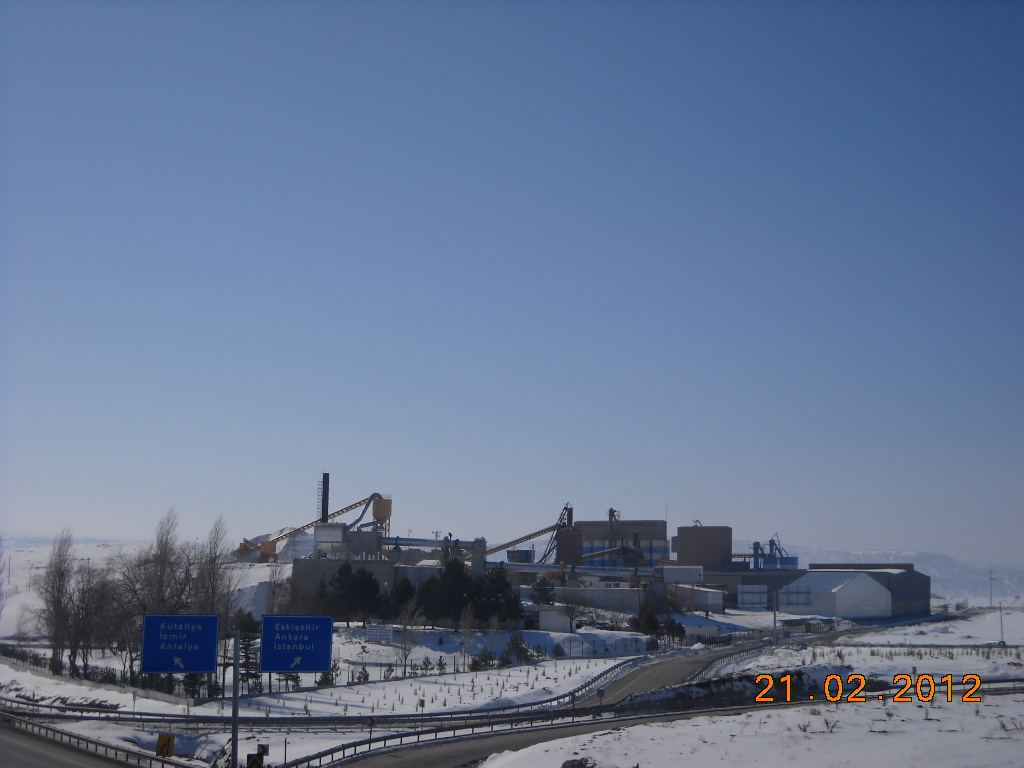 Kütahya
İzmir
Antalya
Eskişehir
Ankara
İstanbul
21.02.2012